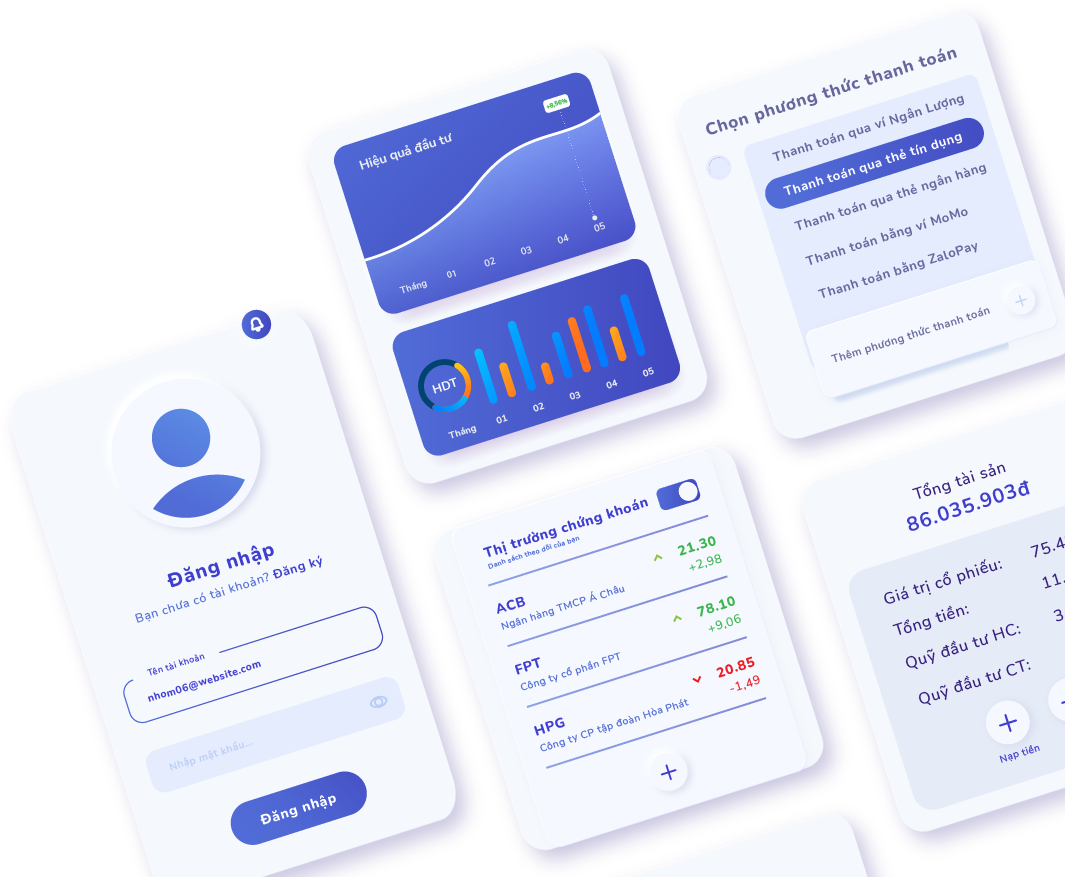 Hiệu quả đầu tư
+8,56%
Tháng 01 02 03 04 05
HDT
Tháng 01 02 03 04 05
Chọn phương thức thanh toán
Thanh toán qua ví Ngân Lượng
Thanh toán qua thẻ tín dụng
Thanh toán qua thẻ ngân hàng
Thanh toán bằng ví MoMo
Thanh toán bằng ZaloPay
Thêm phương thức thanh toán
Đăng nhập
Bạn chưa có tài khoản? Đăng ký
Tên tài khoản
nhom06@website.com
Nhập mật khẩu...
Đăng nhập
Thị trường chứng khoán
Danh sách theo dõi của bạn
ACB 21.30
Ngân hàng TMCP Á Châu +2,98
FPT 78.10
Công ty cổ phần FPT +9,06
HPG 20.85
Công ty CP tập đoàn Hòa Phát -1,49
Tổng tài sản
86.035.903đ
Giá trị cổ phiếu: 75.4
Tổng tiền: 11.
Quỹ đầu tư HC: 3
Quỹ đầu tư CT:
Nạp tiền